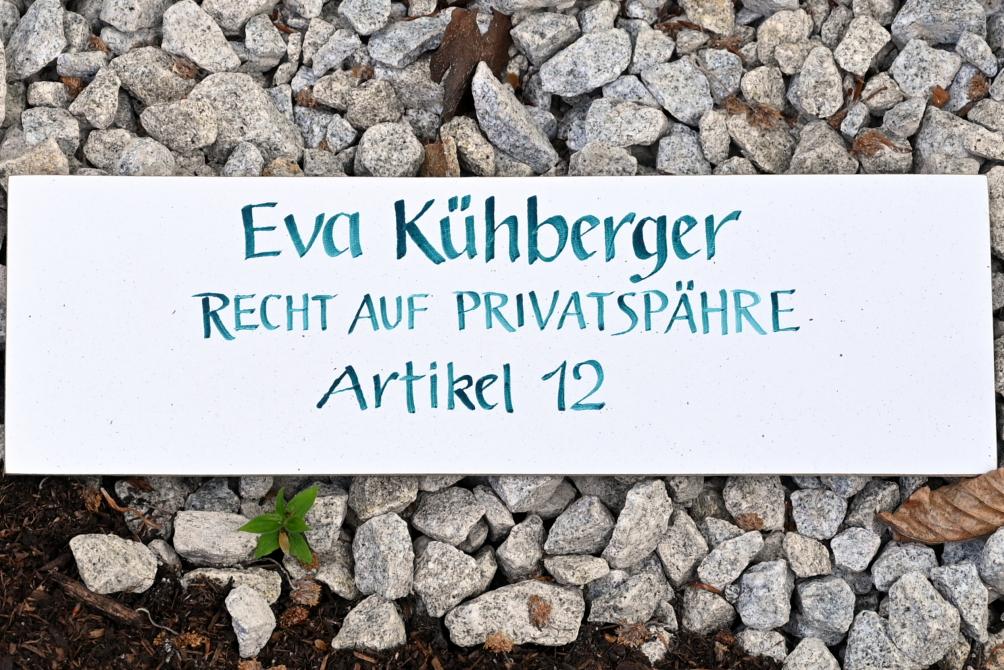 Eva Kühberger
RECHT AUF PRIVATSPÄHRE
Artikel 12